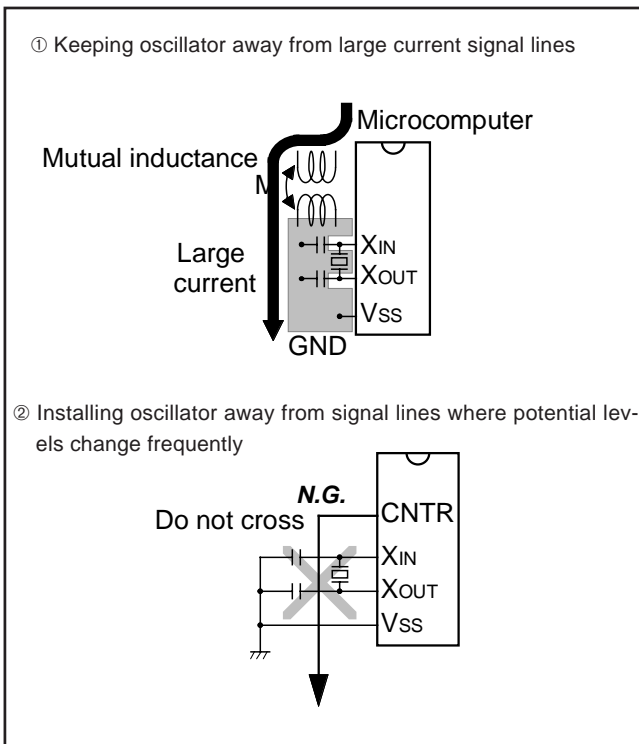 ① Keeping oscillator away from large current signal lines
Microcomputer
Mutual inductance
M
Large
current
XIN
XOUT
VSS
GND
② Installing oscillator away from signal lines where potential lev-
els change frequently
N.G.
Do not cross
CNTR
XIN
XOUT
VSS